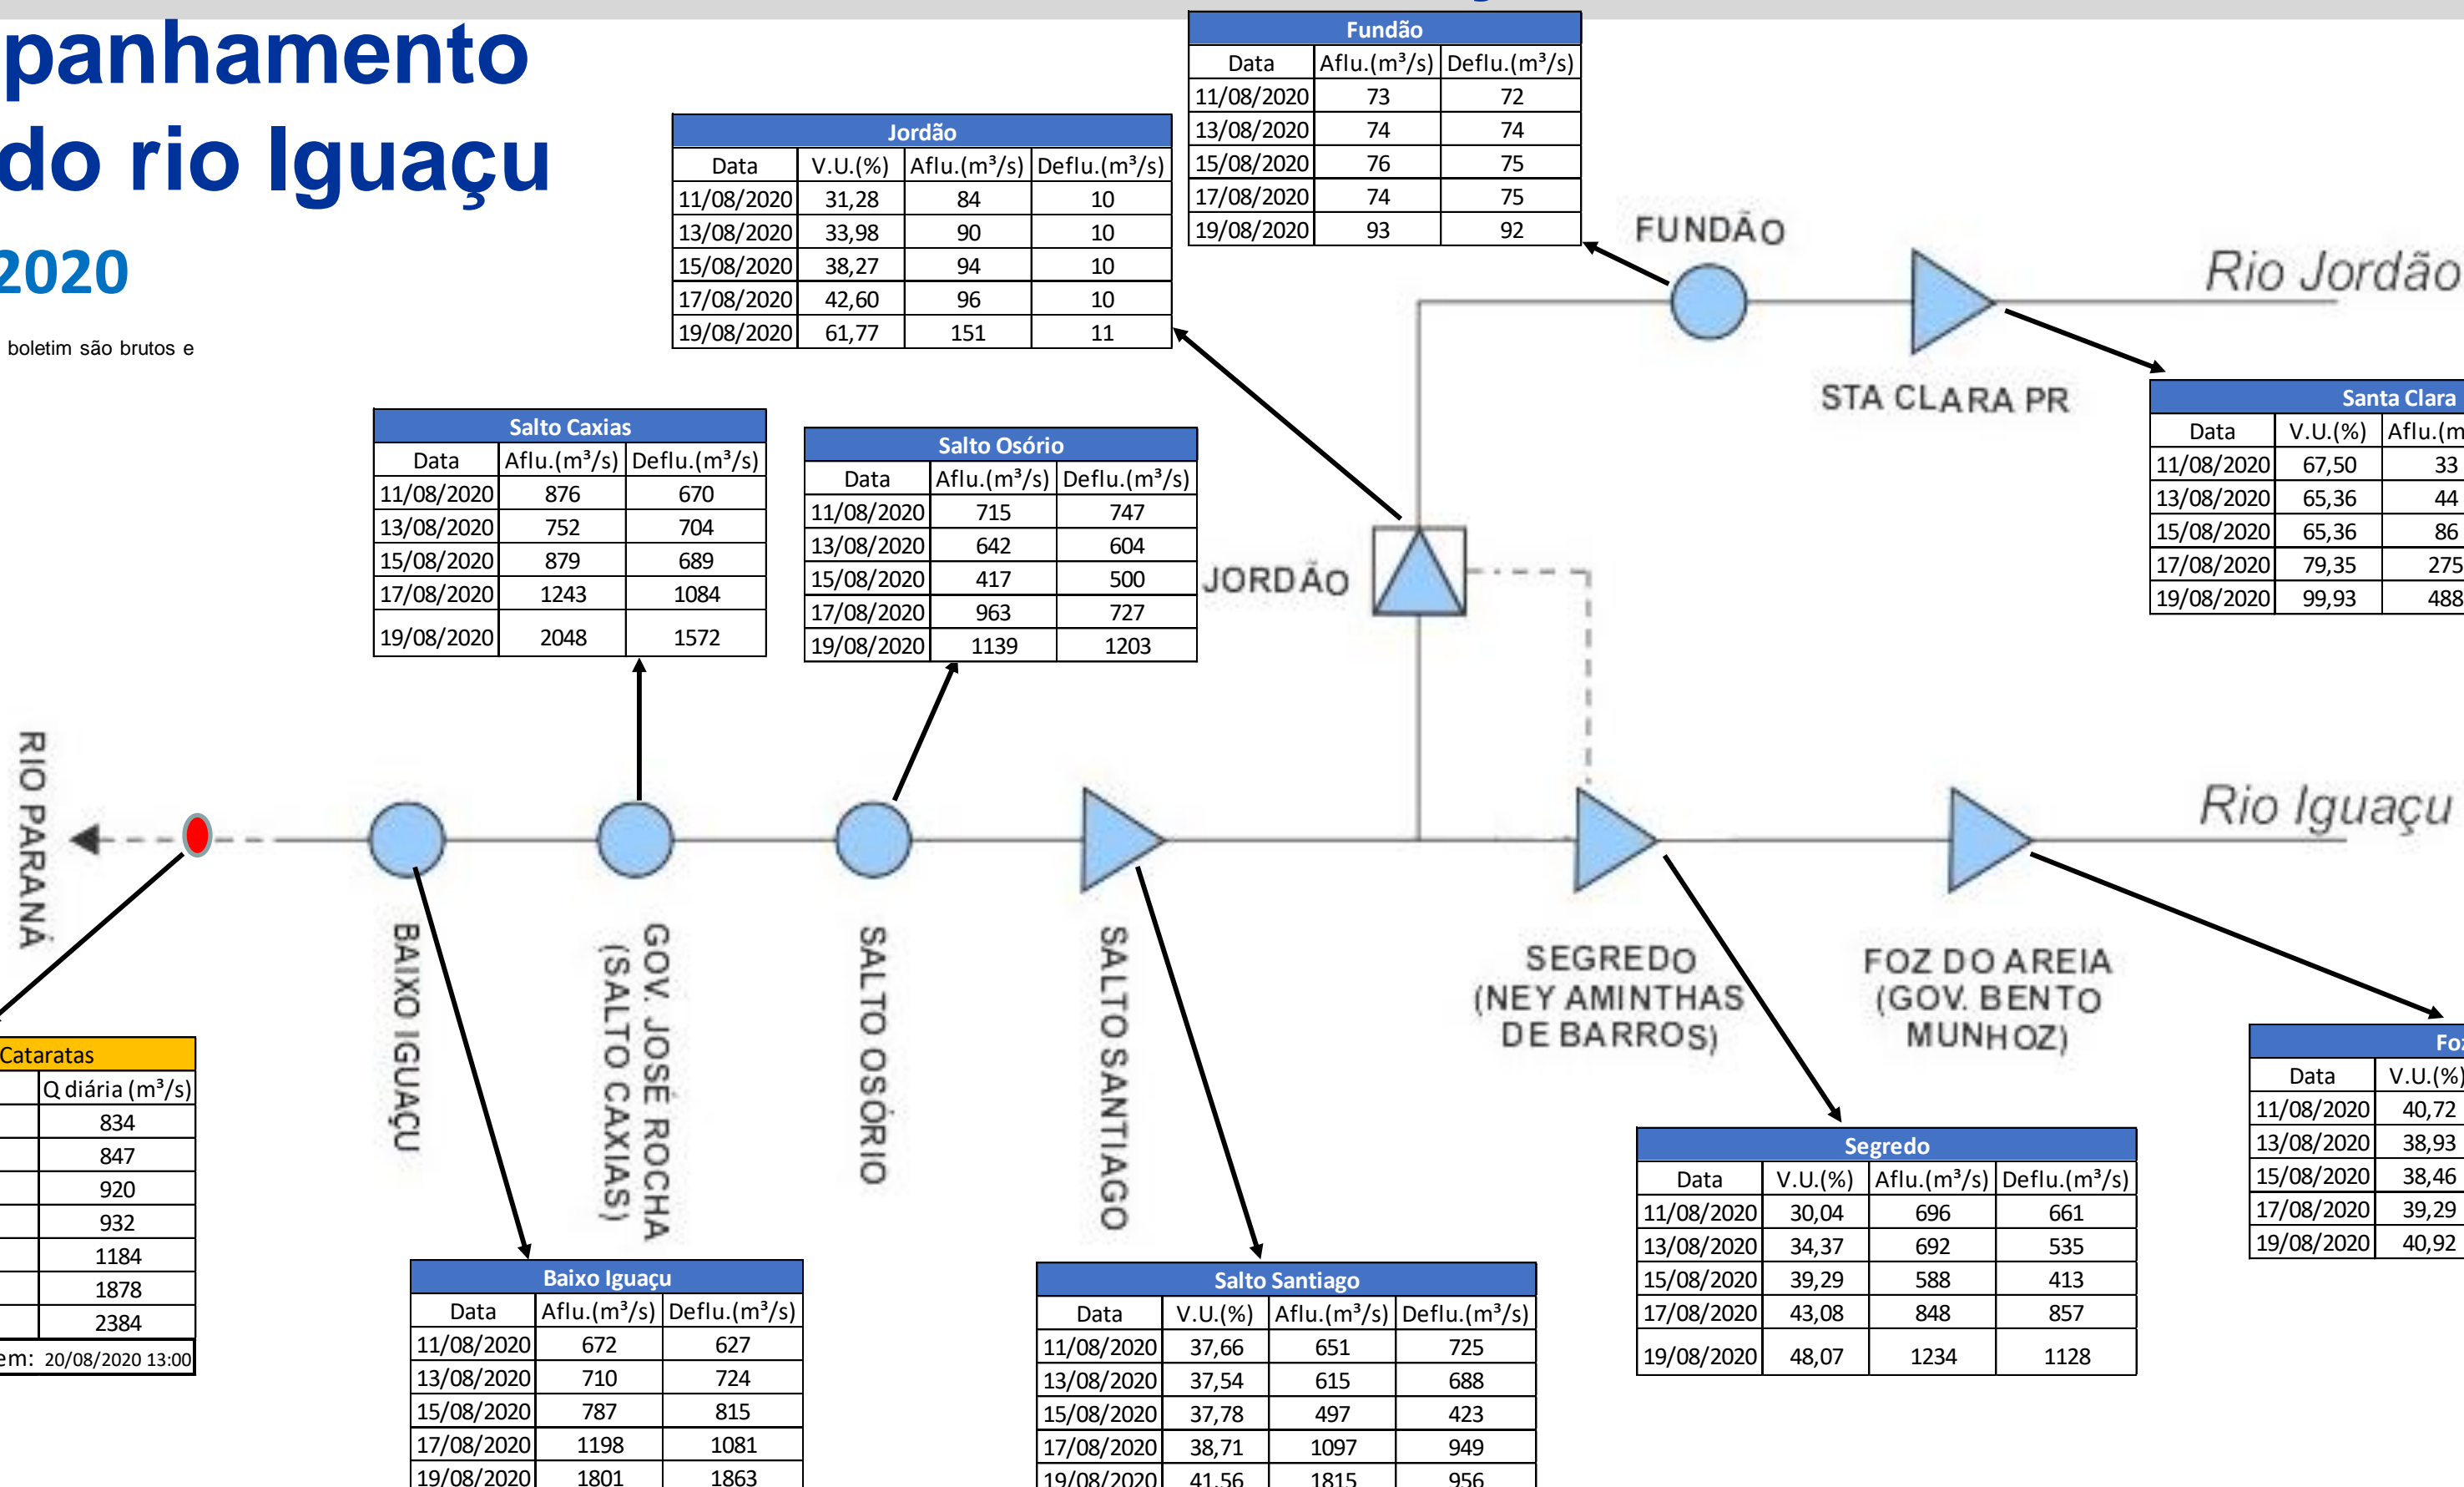 panhamento
do rio Iguaçu
2020
boletim são brutos e
Fundão
Data Aflu.(m³/s) Deflu.(m³/s)
11/08/2020 73 72
13/08/2020 74 74
15/08/2020 76 75
17/08/2020 74 75
19/08/2020 93 92
Jordão
Data V.U.(%) Aflu.(m³/s) Deflu.(m³/s)
11/08/2020 31,28 84 10
13/08/2020 33,98 90 10
15/08/2020 38,27 94 10
17/08/2020 42,60 96 10
19/08/2020 61,77 151 11
FUNDÃO
Rio Jordão
STA CLARA PR
Santa Clara
Data V.U.(%) Aflu.(m
11/08/2020 67,50 33
13/08/2020 65,36 44
15/08/2020 65,36 86
17/08/2020 79,35 275
19/08/2020 99,93 488
Salto Caxias
Data Aflu.(m³/s) Deflu.(m³/s)
11/08/2020 876 670
13/08/2020 752 704
15/08/2020 879 689
17/08/2020 1243 1084
19/08/2020 2048 1572
Salto Osório
Data Aflu.(m³/s) Deflu.(m³/s)
11/08/2020 715 747
13/08/2020 642 604
15/08/2020 417 500
17/08/2020 963 727
19/08/2020 1139 1203
JORDÃO
RIO PARANÁ
Rio Iguaçu
BAIXO IGUAÇU
GOV. JOSÉ ROCHA
(SALTO CAXIAS)
SALTO OSÓRIO
SALTO SANTIAGO
SEGREDO
(NEY AMINTHAS
DE BARROS)
FOZ DO AREIA
(GOV. BENTO
MUNHOZ)
Cataratas
Q diária (m³/s)
834
847
920
932
1184
1878
2384
em: 20/08/2020 13:00
Baixo Iguaçu
Data Aflu.(m³/s) Deflu.(m³/s)
11/08/2020 672 627
13/08/2020 710 724
15/08/2020 787 815
17/08/2020 1198 1081
19/08/2020 1801 1863
Salto Santiago
Data V.U.(%) Aflu.(m³/s) Deflu.(m³/s)
11/08/2020 37,66 651 725
13/08/2020 37,54 615 688
15/08/2020 37,78 497 423
17/08/2020 38,71 1097 949
19/08/2020 41,56 1815 956
Segredo
Data V.U.(%) Aflu.(m³/s) Deflu.(m³/s)
11/08/2020 30,04 696 661
13/08/2020 34,37 692 535
15/08/2020 39,29 588 413
17/08/2020 43,08 848 857
19/08/2020 48,07 1234 1128
Foz
Data V.U.(%)
11/08/2020 40,72
13/08/2020 38,93
15/08/2020 38,46
17/08/2020 39,29
19/08/2020 40,92